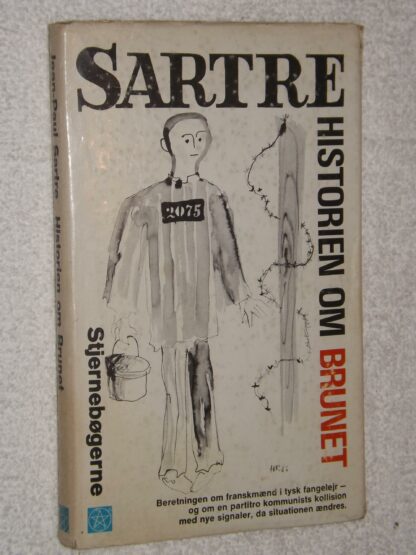 SARTRE
HISTORIEN OM BRUNET
2075
Stjernebøgerne
HR66
Beretningen om franskmænd i tysk fangelejr –
og om en partitro kommunists kollision
med nye signaler, da situationen ændres.
Jean-Paul Sartre Historien om Brunet